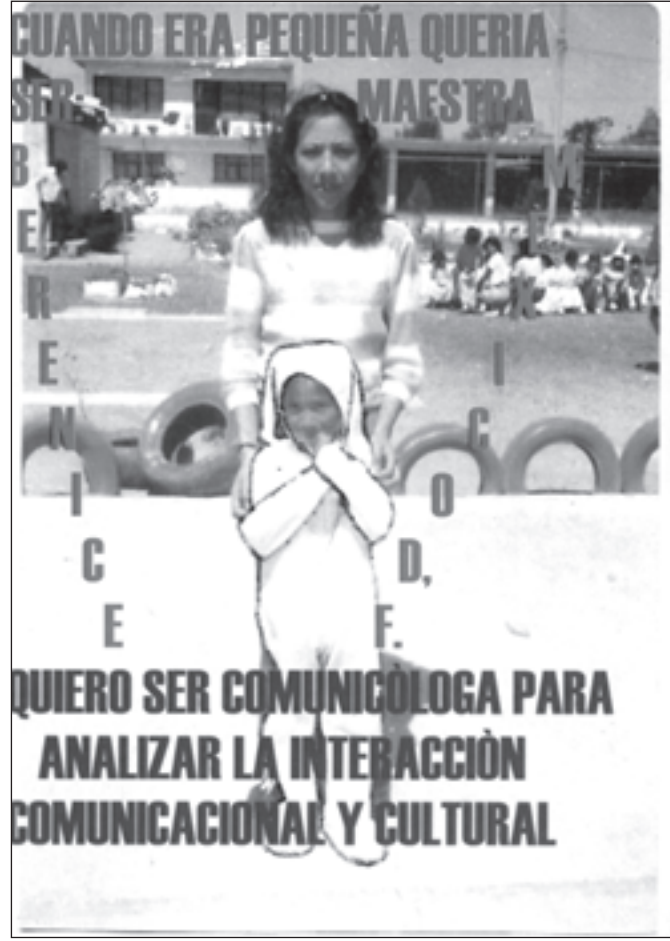 CUANDO ERA PEQUEÑA QUERIA
SER MAESTRA
BERENICE
MEXICO D,F.
QUIERO SER COMUNICÒLOGA PARA
ANALIZAR LA INTERACCIÒN
COMUNICACIONAL Y CULTURAL